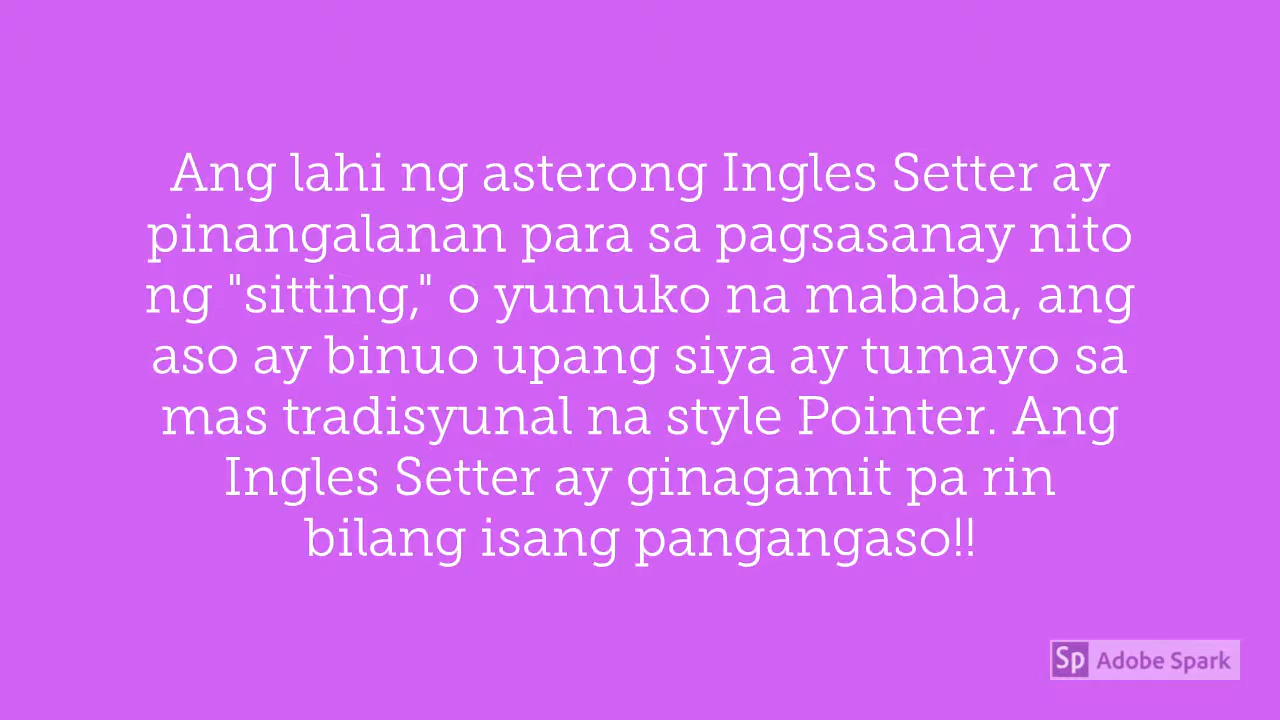 Ang lahi ng asterong Ingles Setter ay
pinangalanan para sa pagsasanay nito
ng "sitting," o yumuko na mababa, ang
aso ay binuo upang siya ay tumayo sa
mas tradisyunal na style Pointer. Ang
Ingles Setter ay ginagamit pa rin
bilang isang pangangaso!!
Sp Adobe Spark